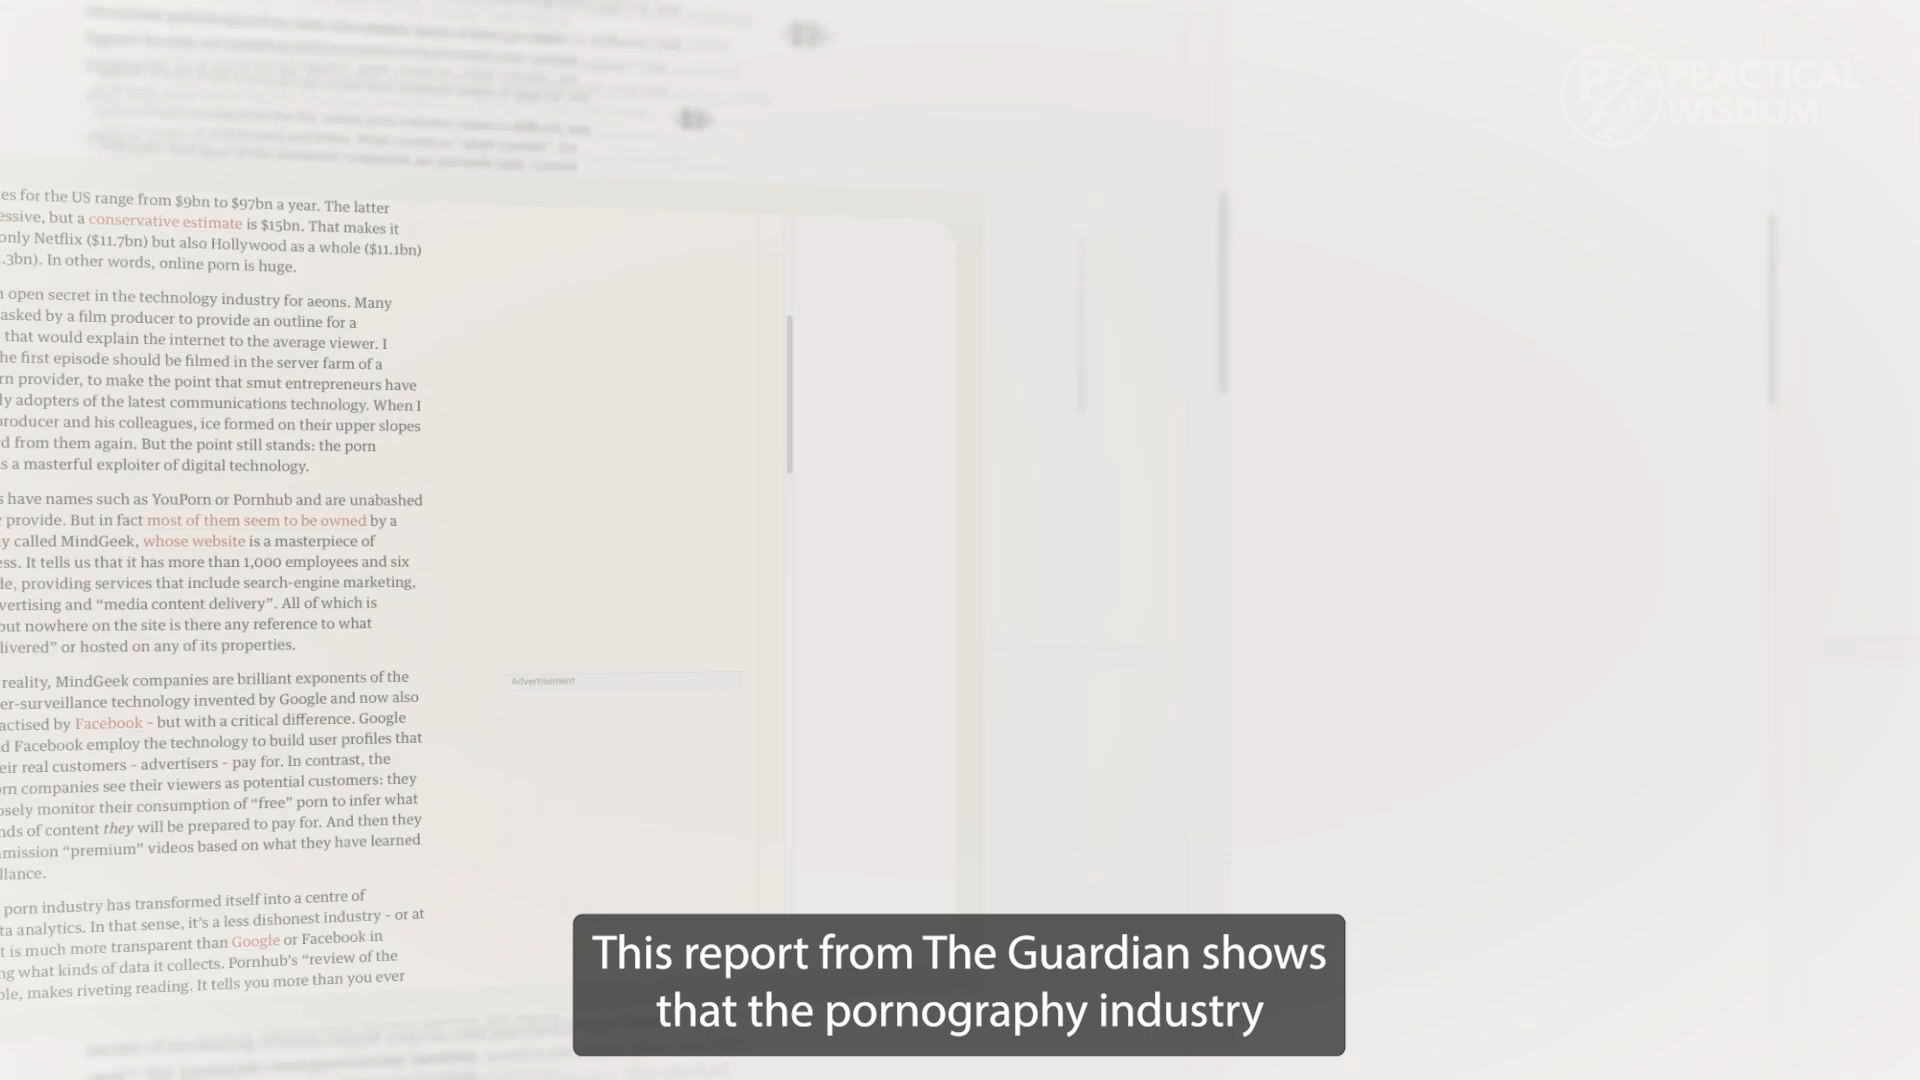 PRACTICAL
WISDOM
es for the US range from $9bn to $97bn a year. The latter
essive, but a conservative estimate is $15bn. That makes it
only Netflix ($11.7bn) but also Hollywood as a whole ($11.1bn)
.3bn). In other words, online porn is huge.
n open secret in the technology industry for aeons. Many
asked by a film producer to provide an outline for a
that would explain the internet to the average viewer. I
he first episode should be filmed in the server farm of a
rn provider, to make the point that smut entrepreneurs have
ly adopters of the latest communications technology. When I
producer and his colleagues, ice formed on their upper slopes
d from them again. But the point still stands: the porn
s a masterful exploiter of digital technology.
s have names such as YouPorn or Pornhub and are unabashed
y provide. But in fact most of them seem to be owned by a
y called MindGeek, whose website is a masterpiece of
ess. It tells us that it has more than 1,000 employees and six
de, providing services that include search-engine marketing,
vertising and “media content delivery”. All of which is
but nowhere on the site is there any reference to what
livered” or hosted on any of its properties.
Advertisement
reality, MindGeek companies are brilliant exponents of the
er-surveillance technology invented by Google and now also
actised by Facebook - but with a critical difference. Google
d Facebook employ the technology to build user profiles that
eir real customers - advertisers - pay for. In contrast, the
orn companies see their viewers as potential customers: they
osely monitor their consumption of “free” porn to infer what
nds of content they will be prepared to pay for. And then they
mmission “premium” videos based on what they have learned
llance.
porn industry has transformed itself into a centre of
ta analytics. In that sense, it’s a less dishonest industry - or at
t is much more transparent than Google or Facebook in
ng what kinds of data it collects. Pornhub’s “review of the
ple, makes riveting reading. It tells you more than you ever
This report from The Guardian shows
that the pornography industry